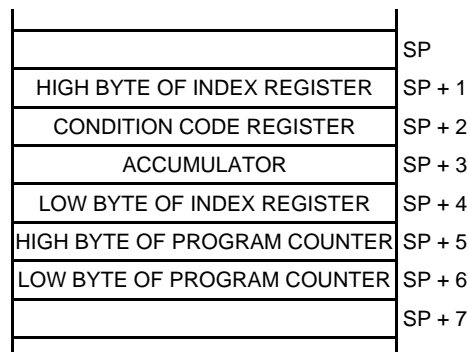 SP
HIGH BYTE OF INDEX REGISTER SP + 1
CONDITION CODE REGISTER SP + 2
ACCUMULATOR SP + 3
LOW BYTE OF INDEX REGISTER SP + 4
HIGH BYTE OF PROGRAM COUNTER SP + 5
LOW BYTE OF PROGRAM COUNTER SP + 6
SP + 7